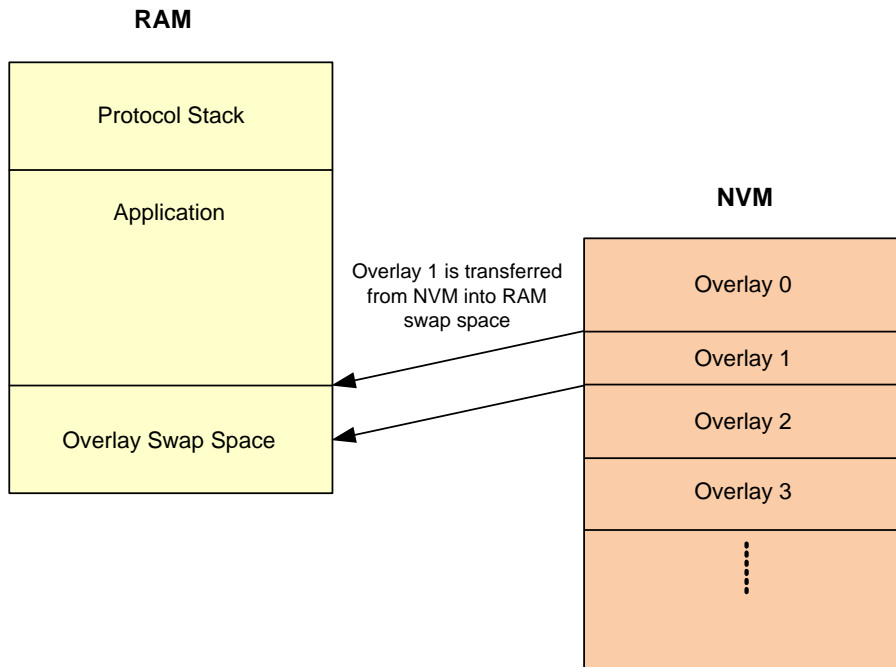 RAM
Protocol Stack
Application
Overlay Swap Space
Overlay 1 is transferred
from NVM into RAM
swap space
NVM
Overlay 0
Overlay 1
Overlay 2
Overlay 3